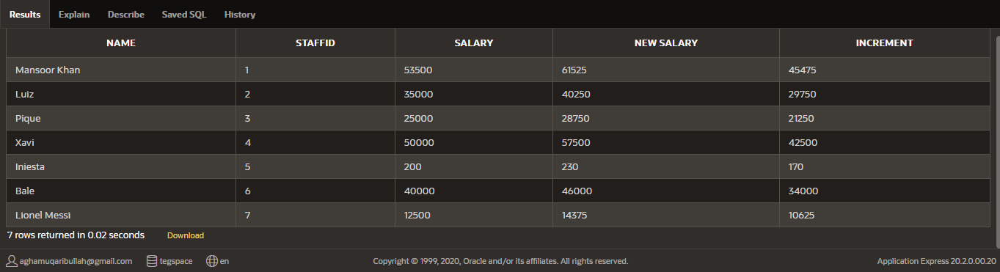 Results Explain Describe Saved SQL History
NAME STAFFID SALARY NEW SALARY INCREMENT
Mansoor Khan 1 53500 61525 45475
Luiz 2 35000 40250 29750
Pique 3 25000 28750 21250
Xavi 4 50000 57500 42500
Iniesta 5 200 230 170
Bale 6 40000 46000 34000
Lionel Messi 7 12500 14375 10625
7 rows returned in 0.02 seconds Download
aghamuqaribullah@gmail.com tegspace en Copyright © 1999, 2020, Oracle and/or its affiliates. All rights reserved. Application Express 20.2.0.00.20